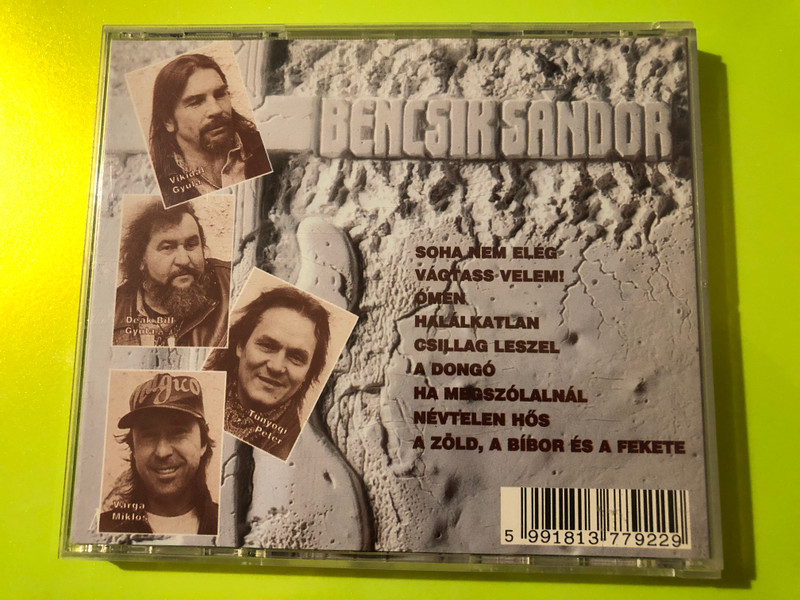 BENCSIK SÁNDOR
Vikidál
Gyula
Deák Bill
Gyula
Tunyogi
Péter
Magico
Varga
Miklós
SOHA NEM ELÉG
VÁGTASS VELEM!
ÓMEN
HALÁLKATLAN
CSILLAG LESZEL
A DONGÓ
HA MEGSZÓLALNÁL
NÉVTELEN HŐS
A ZÖLD, A BÍBOR ÉS A FEKETE
5 991813 779229